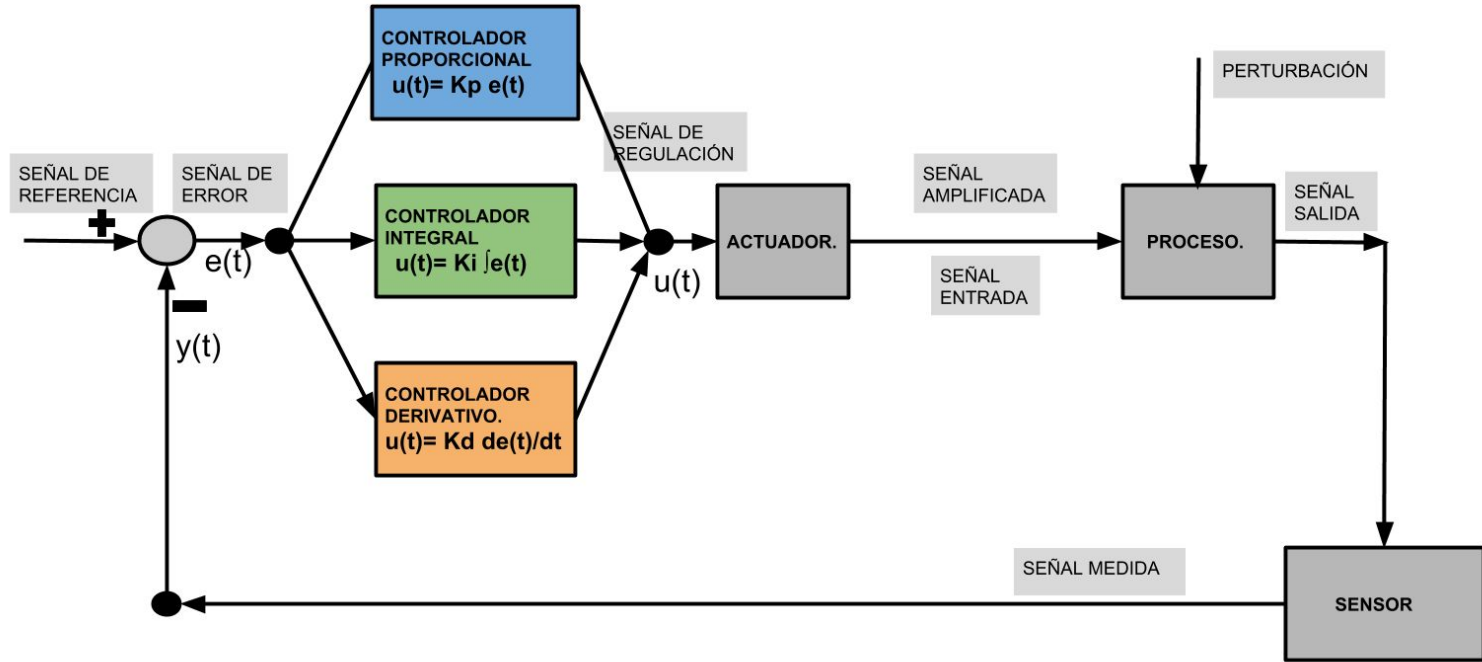 CONTROLADOR
PROPORCIONAL
u(t)= Kp e(t)
PERTURBACIÓN
SEÑAL DE
REGULACIÓN
SEÑAL DE
REFERENCIA
SEÑAL DE
ERROR
SEÑAL
AMPLIFICADA
SEÑAL
SALIDA
+
e(t)
CONTROLADOR
INTEGRAL
u(t)= Ki ∫e(t)
u(t)
ACTUADOR.
SEÑAL
ENTRADA
PROCESO.
-
y(t)
CONTROLADOR
DERIVATIVO.
u(t)= Kd de(t)/dt
SEÑAL MEDIDA
SENSOR